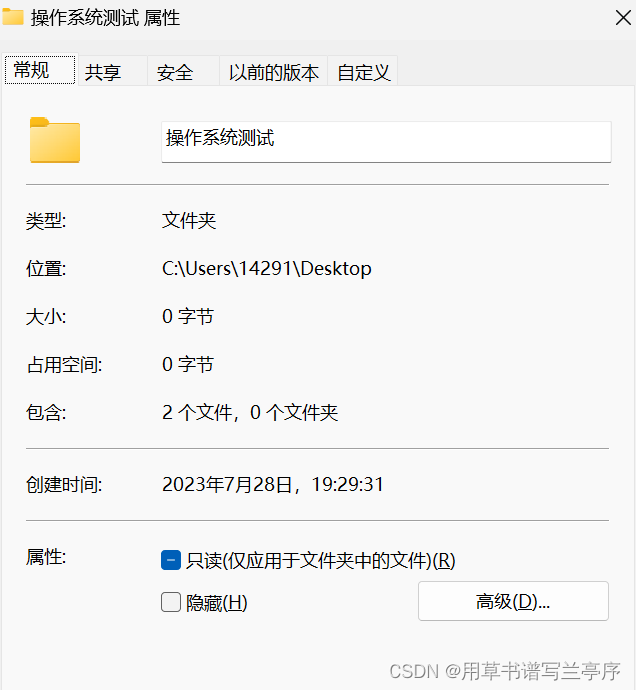 操作系统测试 属性
常规 共享 安全 以前的版本 自定义
操作系统测试
类型: 文件夹
位置: C:\Users\14291\Desktop
大小: 0 字节
占用空间: 0 字节
包含: 2 个文件，0 个文件夹
创建时间: 2023年7月28日，19:29:31
属性: 只读(仅应用于文件夹中的文件)(R)
隐藏(H) 高级(D)...
CSDN @用草书谱写兰亭序